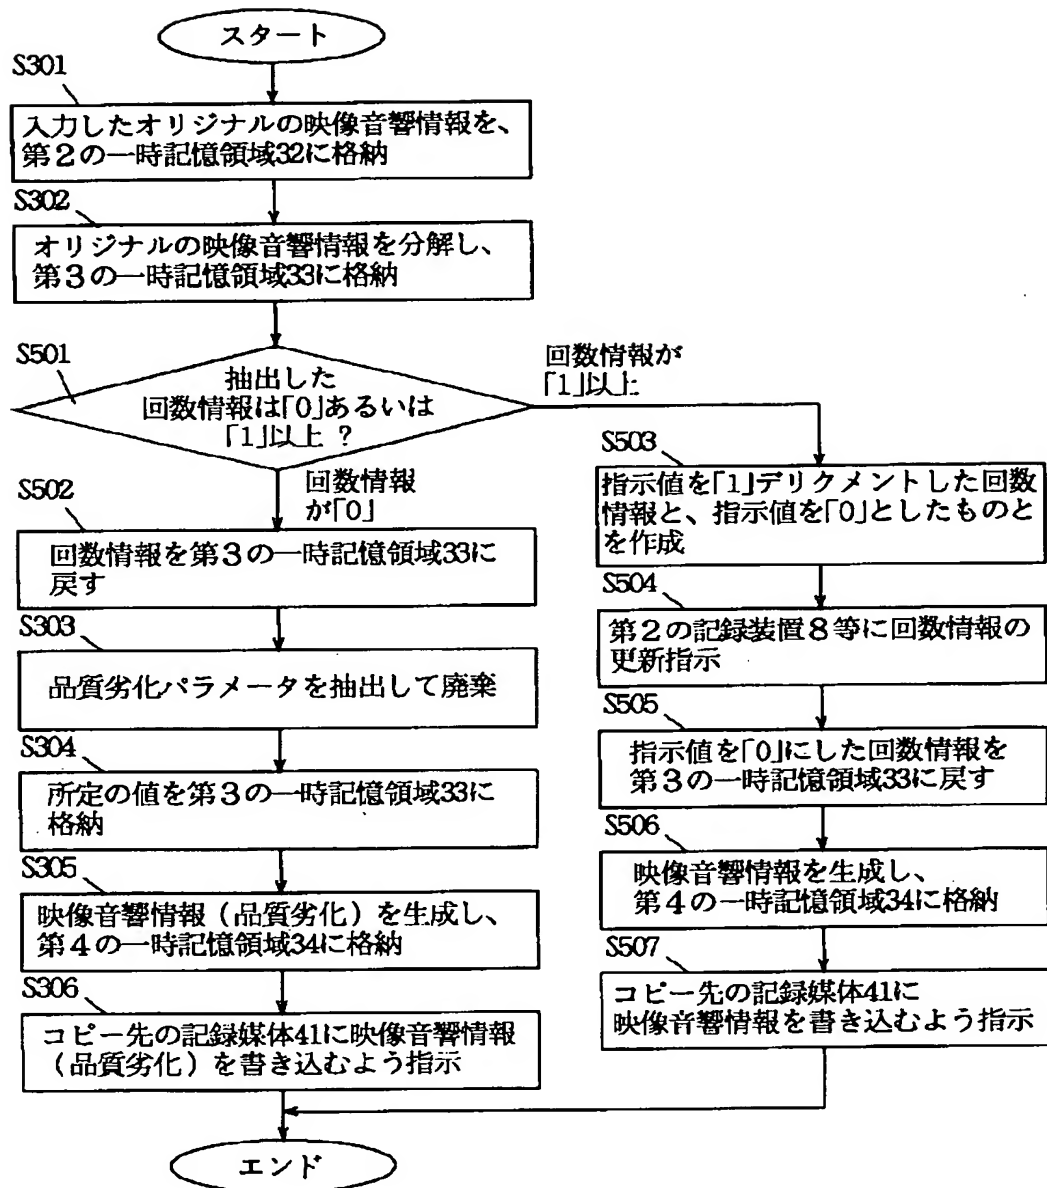 スタート
S301
入力したオリジナルの映像音響情報を、
第2の一時記憶領域32に格納
S302
オリジナルの映像音響情報を分解し、
第3の一時記憶領域33に格納
S501
抽出した
回数情報は「0」あるいは
「1」以上 ?
回数情報が
「1」以上
回数情報
が「0」
S502
回数情報を第3の一時記憶領域33に
戻す
S303
品質劣化パラメータを抽出して廃棄
S304
所定の値を第3の一時記憶領域33に
格納
S305
映像音響情報(品質劣化)を生成し、
第4の一時記憶領域34に格納
S306
コピー先の記録媒体41に映像音響情報
(品質劣化)を書き込むよう指示
S503
指示値を「1」デリクメントした回数
情報と、指示値を「0」としたものと
を作成
S504
第2の記録装置8等に回数情報の
更新指示
S505
指示値を「0」にした回数情報を
第3の一時記憶領域33に戻す
S506
映像音響情報を生成し、
第4の一時記憶領域34に格納
S507
コピー先の記録媒体41に
映像音響情報を書き込むよう指示
エンド